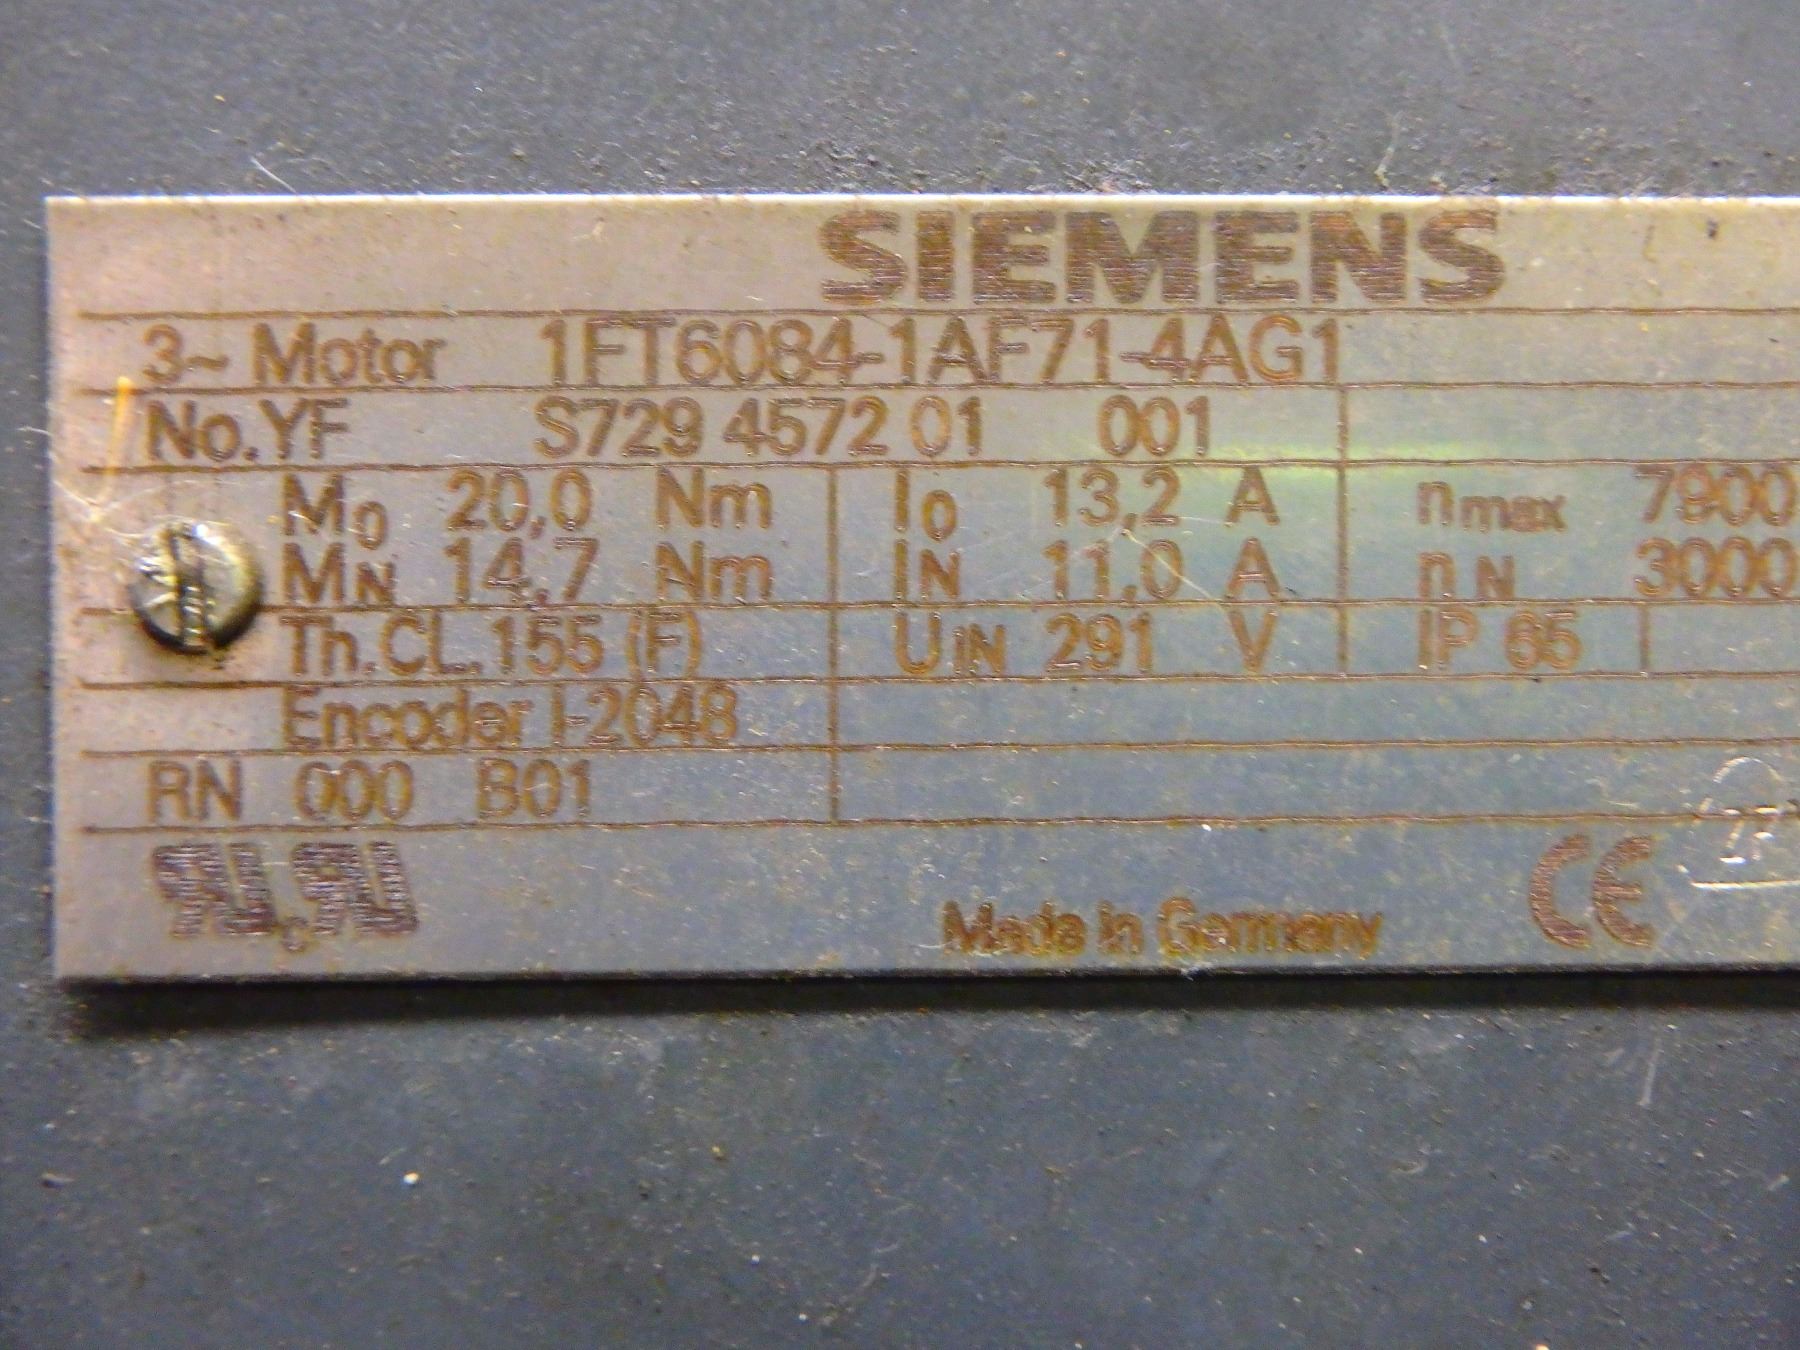 SIEMENS
3~ Motor 1FT6084-1AF71-4AG1
No.YF S729 4572 01 001
M0 20,0 Nm I0 13,2 A nmax 7900
MN 14,7 Nm IN 11,0 A nN 3000
Th.CL.155 (F) UIN 291 V IP 65
Encoder I-2048
RN 000 B01
Made in Germany CE